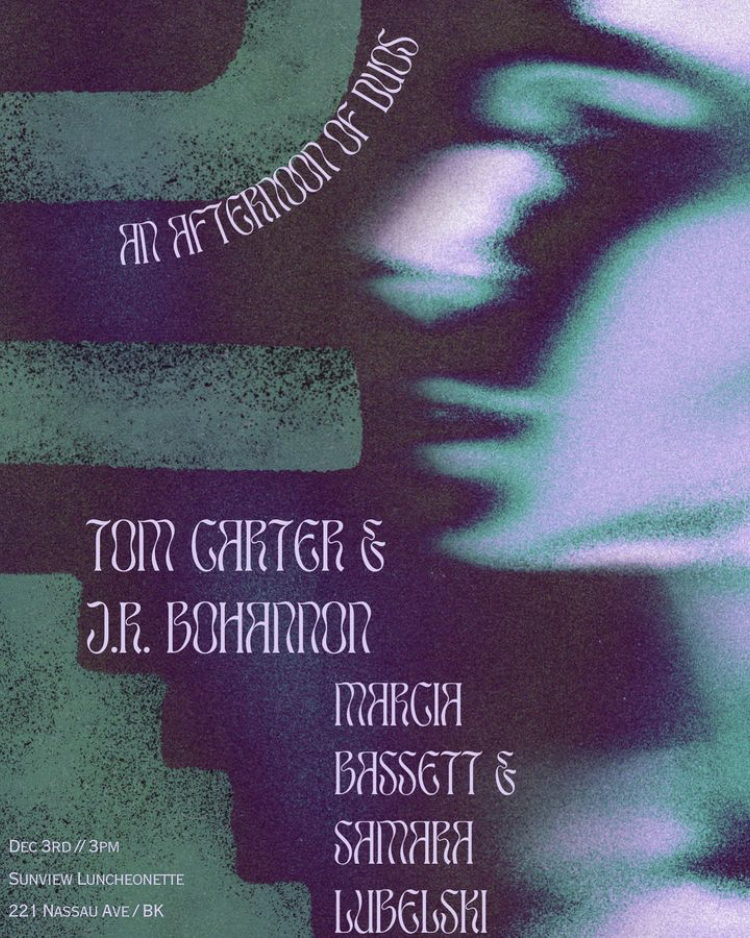 AN AFTERNOON OF DUOS
TOM CARTER &
J.R. BOHANNON
MARCIA
BASSETT &
SAMARA
LUBELSKI
DEC 3RD // 3PM
SUNVIEW LUNCHEONETTE
221 NASSAU AVE / BK